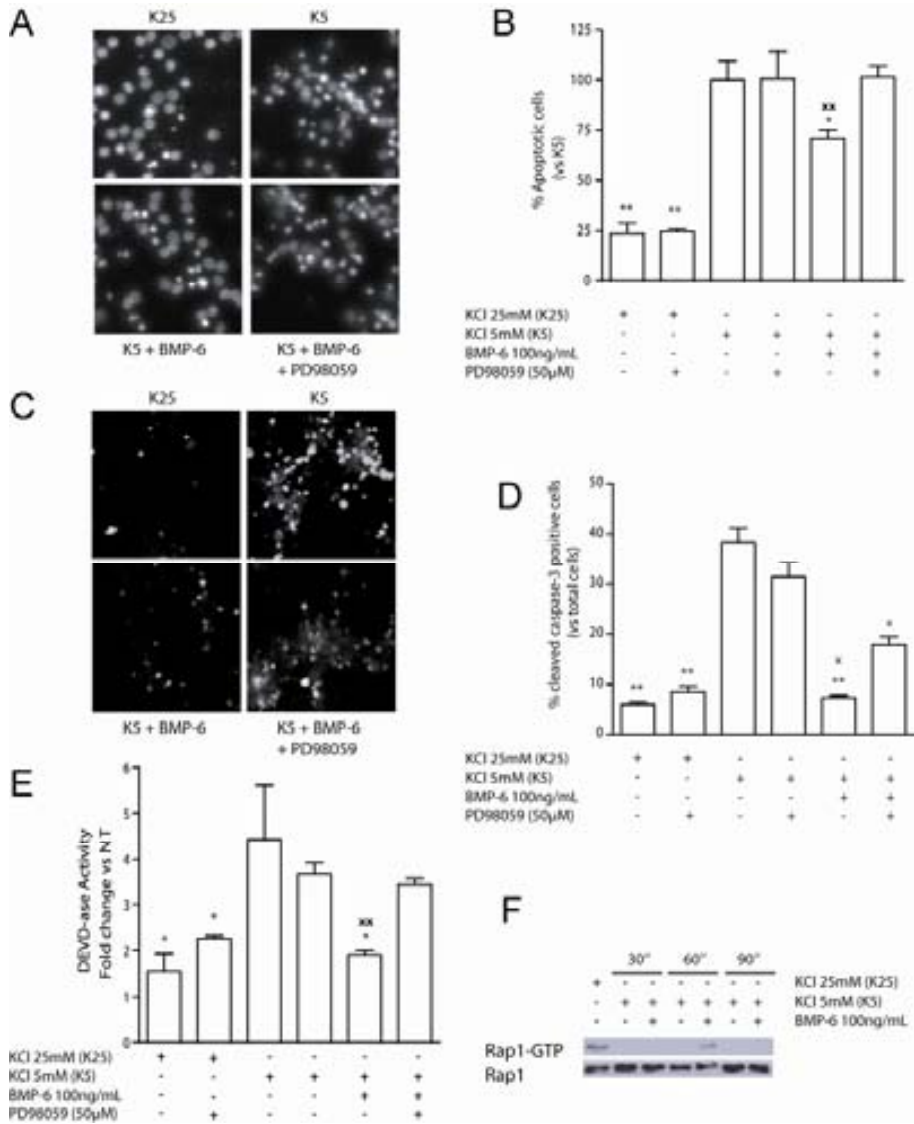 A
K25 K5
K5 + BMP-6 K5 + BMP-6
+ PD98059
B
% Apoptotic cells
(vs K5)
125
100
75
50
25
0
** ** xx
*
KCl 25mM (K25) + + - - - -
KCl 5mM (K5) - - + + + +
BMP-6 100ng/mL - - - - + +
PD98059 (50µM) - + - + - +
C
K25 K5
K5 + BMP-6 K5 + BMP-6
+ PD98059
D
% cleaved caspase-3 positive cells
(vs total cells)
50
40
30
20
10
0
** ** x
** *
KCl 25mM (K25) + + - - - -
KCl 5mM (K5) - - + + + +
BMP-6 100ng/mL - - - - + +
PD98059 (50µM) - + - + - +
E
DEVD-ase Activity
Fold change vs NT
6
5
4
3
2
1
0
* * xx
*
KCl 25mM (K25) + + - - - -
KCl 5mM (K5) - - + + + +
BMP-6 100ng/mL - - - - + +
PD98059 (50µM) - + - + - +
F
30" 60" 90"
+ - - - - - - KCl 25mM (K25)
- + + + + + + KCl 5mM (K5)
- - + - + - + BMP-6 100ng/mL
Rap1-GTP
Rap1